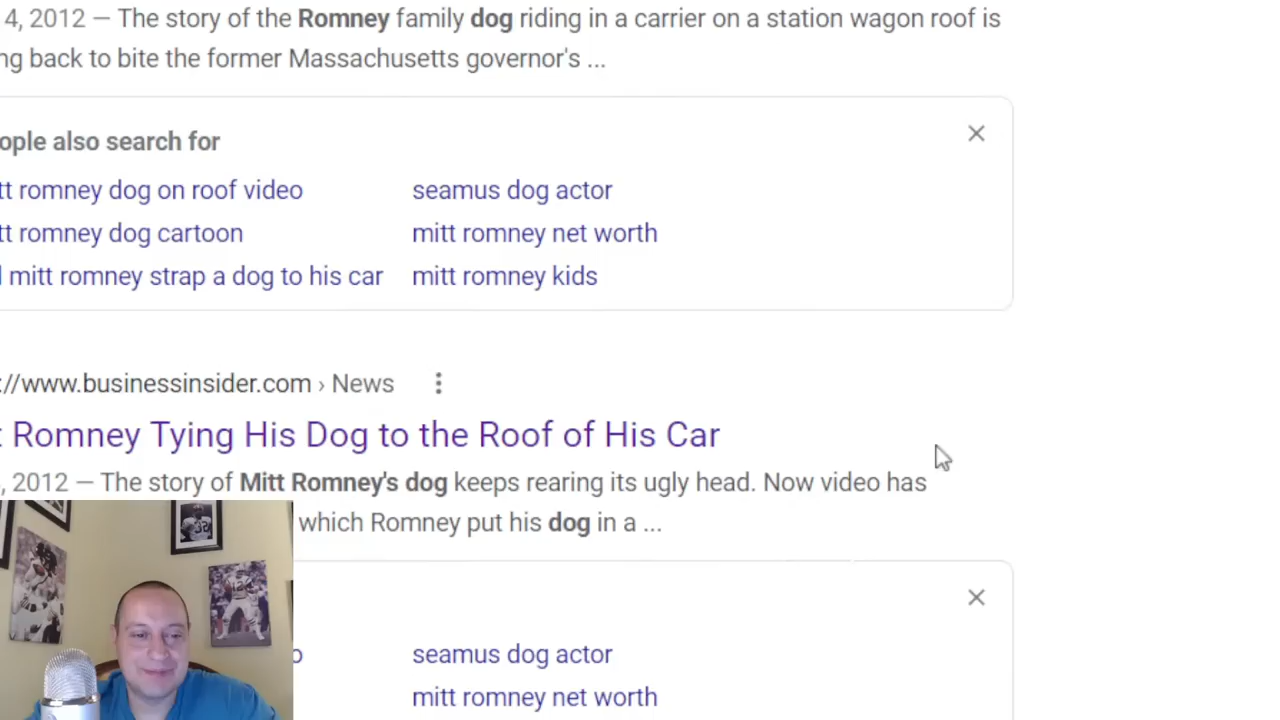 4, 2012 — The story of the Romney family dog riding in a carrier on a station wagon roof is
ng back to bite the former Massachusetts governor's ...
ople also search for
tt romney dog on roof video
seamus dog actor
tt romney dog cartoon
mitt romney net worth
mitt romney strap a dog to his car
mitt romney kids
://www.businessinsider.com › News
Romney Tying His Dog to the Roof of His Car
, 2012 — The story of Mitt Romney's dog keeps rearing its ugly head. Now video has
which Romney put his dog in a ...
32
12
o
seamus dog actor
mitt romney net worth